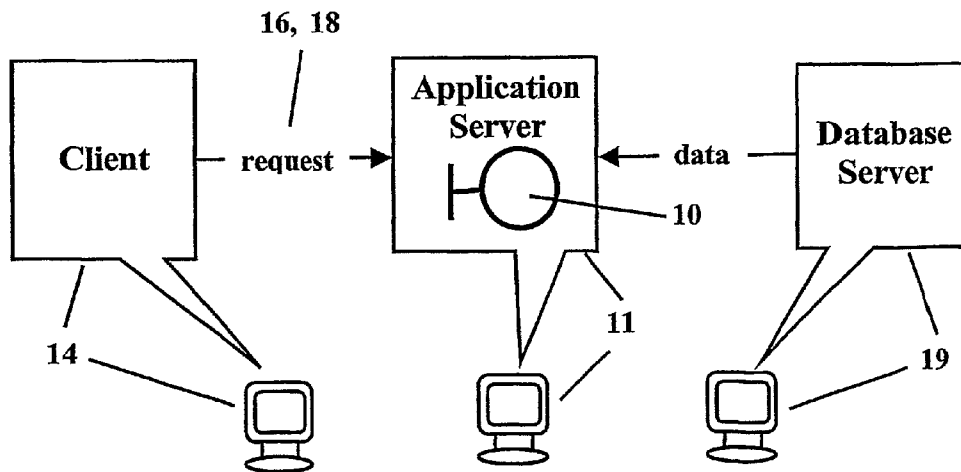 16, 18
Client
request
Application
Server
10
data
Database
Server
14
11
19